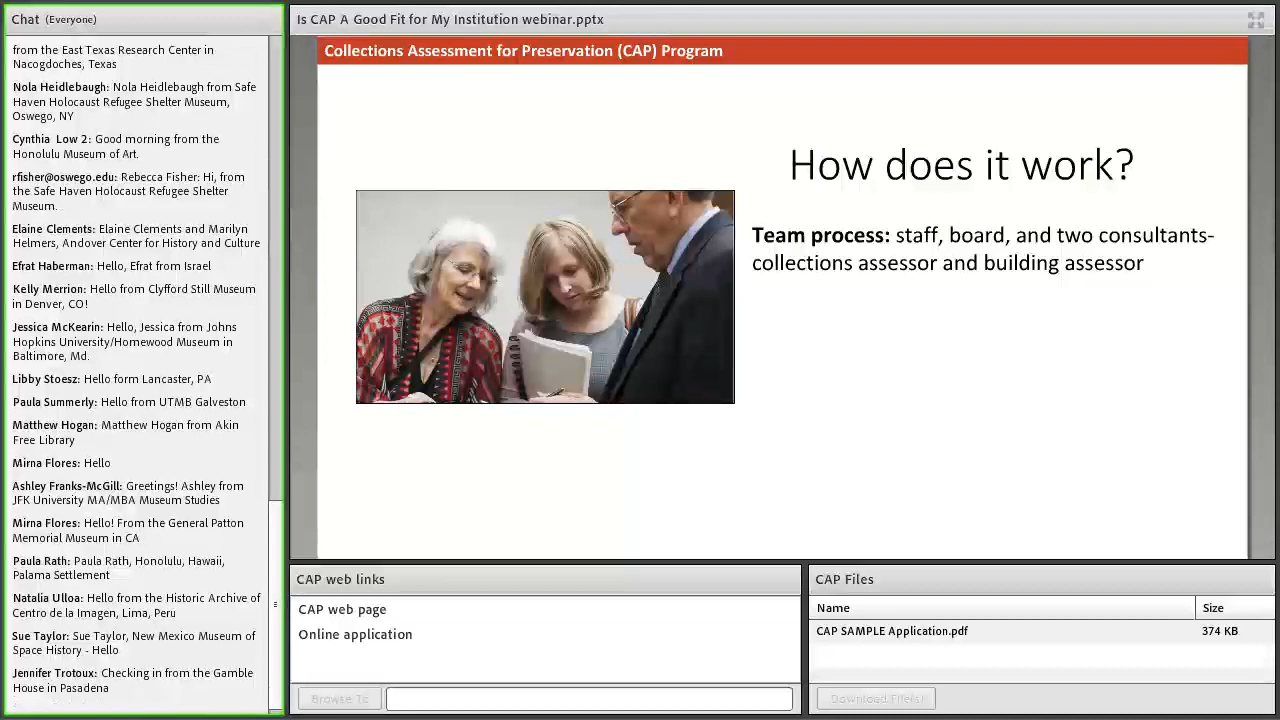 Chat (Everyone)
from the East Texas Research Center in
Nacogdoches, Texas
Nola Heidlebaugh: Nola Heidlebaugh from Safe
Haven Holocaust Refugee Shelter Museum,
Oswego, NY
Cynthia Low 2: Good morning from the
Honolulu Museum of Art.
rfisher@oswego.edu: Rebecca Fisher: Hi, from
the Safe Haven Holocaust Refugee Shelter
Museum.
Elaine Clements: Elaine Clements and Marilyn
Helmers, Andover Center for History and Culture
Efrat Haberman: Hello, Efrat from Israel
Kelly Merrion: Hello from Clyfford Still Museum
in Denver, CO!
Jessica McKearin: Hello, Jessica from Johns
Hopkins University/Homewood Museum in
Baltimore, Md.
Libby Stoesz: Hello form Lancaster, PA
Paula Summerly: Hello from UTMB Galveston
Matthew Hogan: Matthew Hogan from Akin
Free Library
Mirna Flores: Hello
Ashley Franks-McGill: Greetings! Ashley from
JFK University MA/MBA Museum Studies
Mirna Flores: Hello! From the General Patton
Memorial Museum in CA
Paula Rath: Paula Rath, Honolulu, Hawaii,
Palama Settlement
Natalia Ulloa: Hello from the Historic Archive of
Centro de la Imagen, Lima, Peru
Sue Taylor: Sue Taylor, New Mexico Museum of
Space History - Hello
Jennifer Trotoux: Checking in from the Gamble
House in Pasadena
Is CAP A Good Fit for My Institution webinar.pptx
Collections Assessment for Preservation (CAP) Program
How does it work?
Team process: staff, board, and two consultants-
collections assessor and building assessor
CAP web links
CAP web page
Online application
Browse To
CAP Files
Name Size
CAP SAMPLE Application.pdf 374 KB
Download File(s)